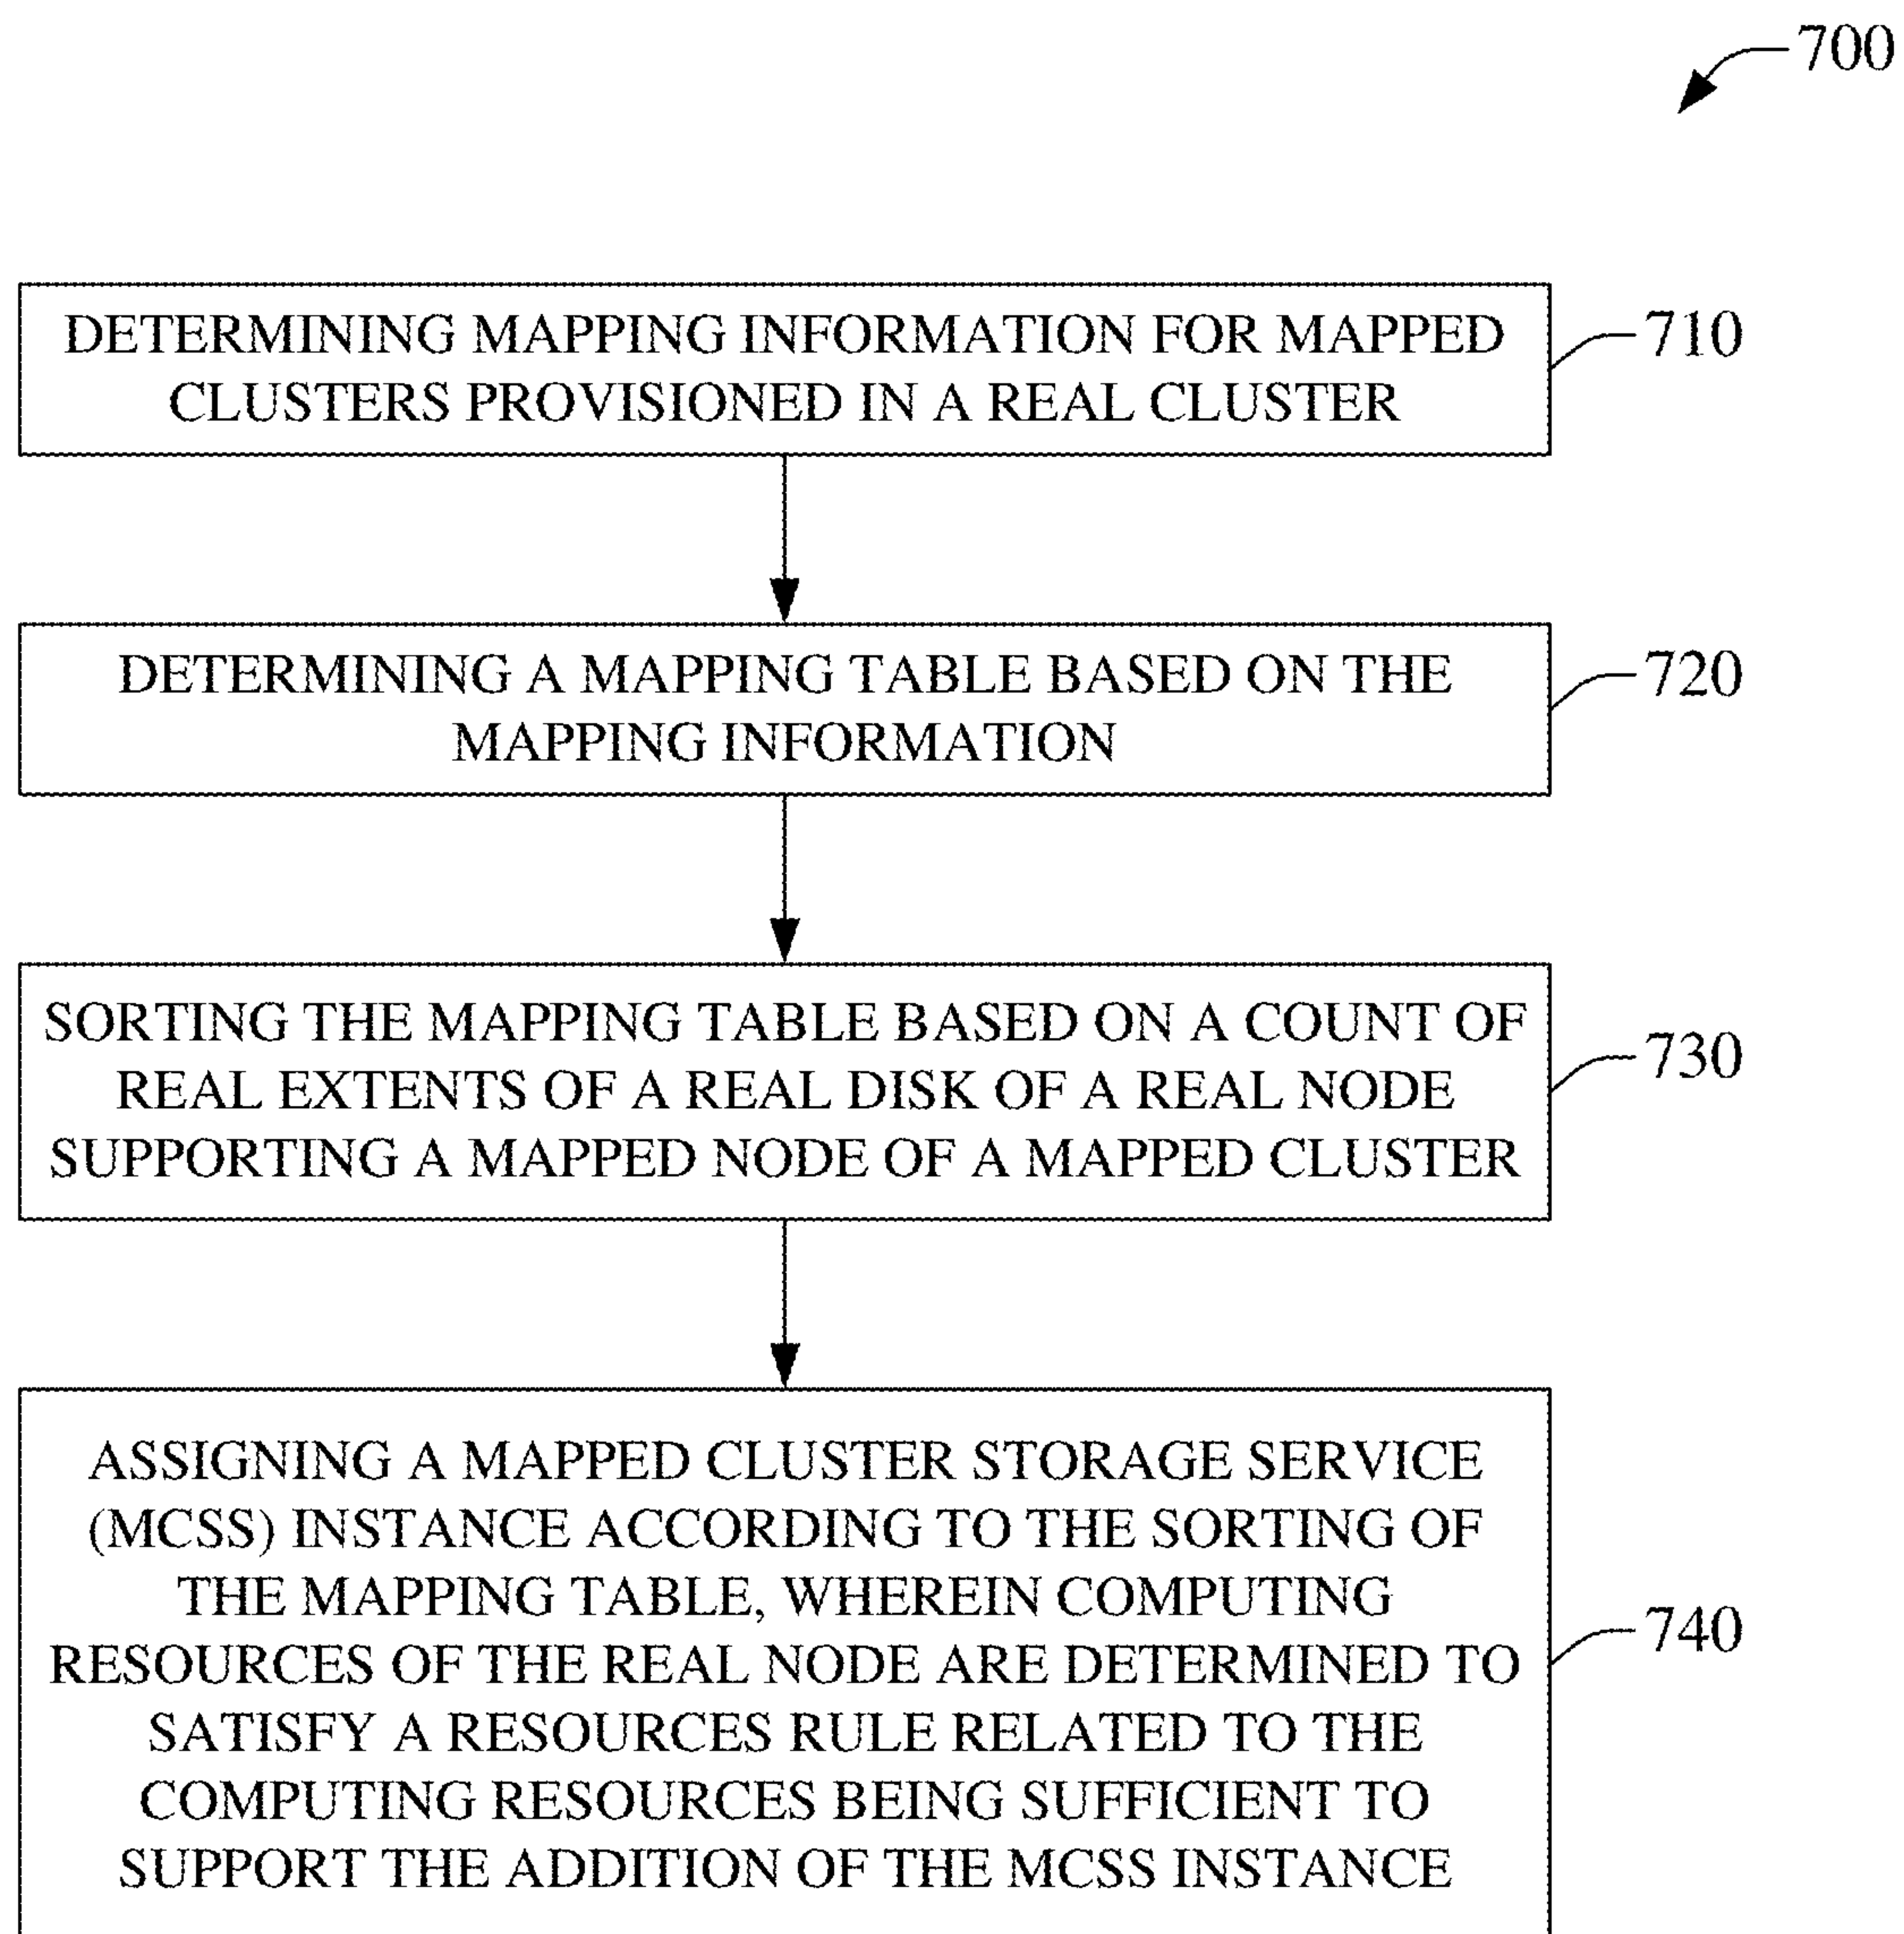 700
DETERMINING MAPPING INFORMATION FOR MAPPED
CLUSTERS PROVISIONED IN A REAL CLUSTER
710
DETERMINING A MAPPING TABLE BASED ON THE
MAPPING INFORMATION
720
SORTING THE MAPPING TABLE BASED ON A COUNT OF
REAL EXTENTS OF A REAL DISK OF A REAL NODE
SUPPORTING A MAPPED NODE OF A MAPPED CLUSTER
730
ASSIGNING A MAPPED CLUSTER STORAGE SERVICE
(MCSS) INSTANCE ACCORDING TO THE SORTING OF
THE MAPPING TABLE, WHEREIN COMPUTING
RESOURCES OF THE REAL NODE ARE DETERMINED TO
SATISFY A RESOURCES RULE RELATED TO THE
COMPUTING RESOURCES BEING SUFFICIENT TO
SUPPORT THE ADDITION OF THE MCSS INSTANCE
740